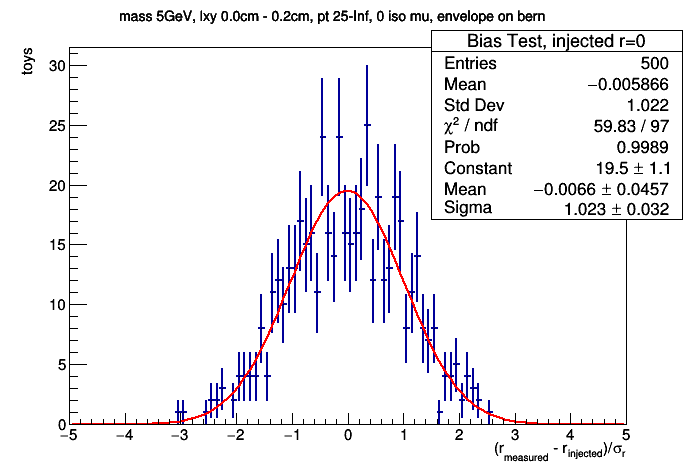 mass 5GeV, lxy 0.0cm - 0.2cm, pt 25-Inf, 0 iso mu, envelope on bern
Bias Test, injected r=0
Entries 500
Mean −0.005866
Std Dev 1.022
χ² / ndf 59.83 / 97
Prob 0.9989
Constant 19.5 ± 1.1
Mean −0.0066 ± 0.0457
Sigma 1.023 ± 0.032
toys
30
25
20
15
10
5
0
−5 −4 −3 −2 −1 0 1 2 3 4 5
(r_measured - r_injected)/σ_r